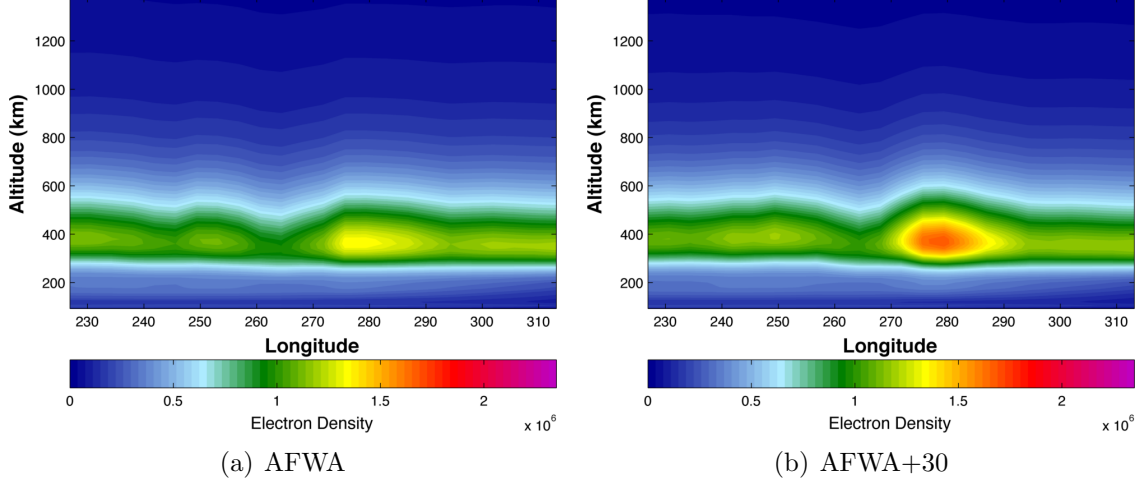 1200
1000
800
600
400
200
Altitude (km)
230 240 250 260 270 280 290 300 310
Longitude
0 0.5 1 1.5 2
Electron Density x 10^6
(a) AFWA
1200
1000
800
600
400
200
Altitude (km)
230 240 250 260 270 280 290 300 310
Longitude
0 0.5 1 1.5 2
Electron Density x 10^6
(b) AFWA+30